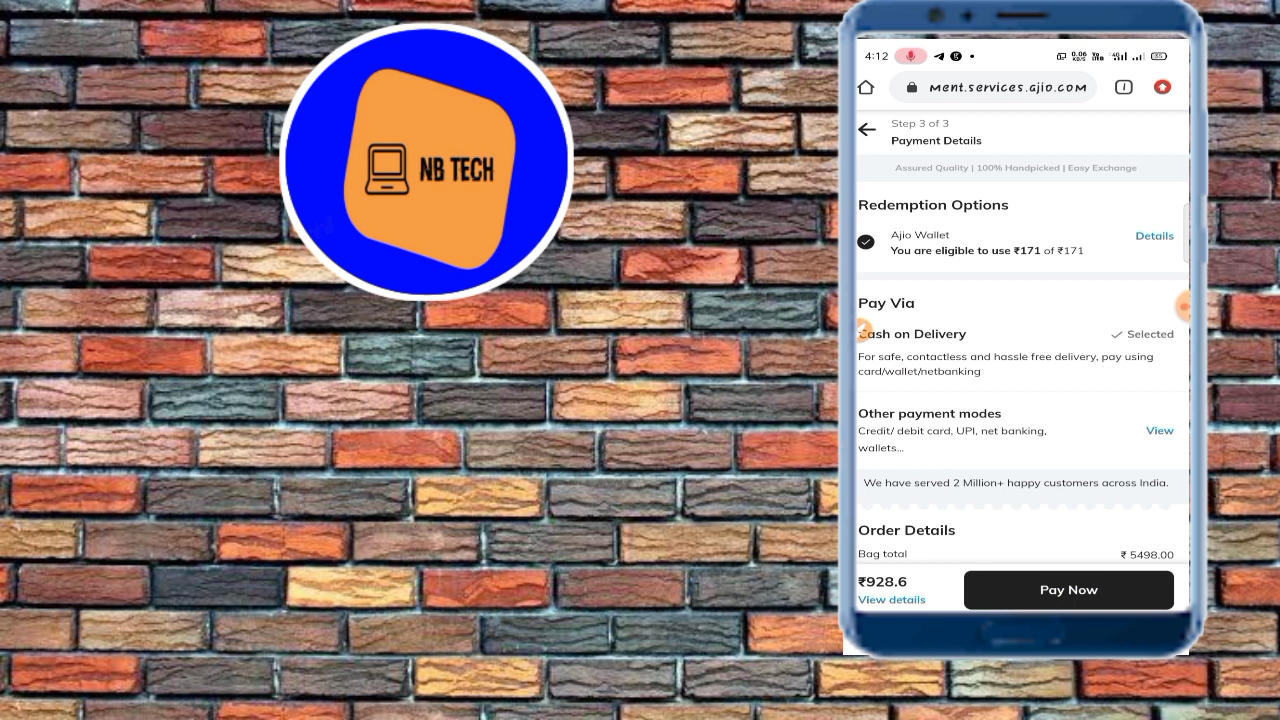 NB TECH
4:12
0.06
ment.services.ajio.com
Step 3 of 3
Payment Details
Assured Quality | 100% Handpicked | Easy Exchange
Redemption Options
Ajio Wallet
Details
You are eligible to use ₹171 of ₹171
Pay Via
Cash on Delivery
Selected
For safe, contactless and hassle free delivery, pay using
card/wallet/netbanking
Other payment modes
Credit/ debit card, UPI, net banking,
View
wallets...
We have served 2 Million+ happy customers across India.
Order Details
Bag total
₹ 5498.00
₹928.6
Pay Now
View details